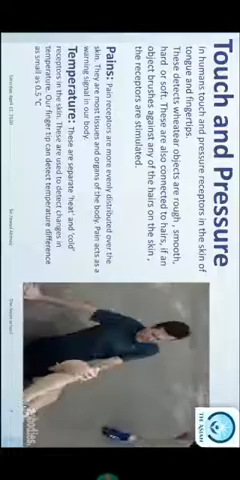 Touch and Pressure
In humans touch and pressure receptors in the skin of
tongue and fingertips.
These detects wheatear objects are rough , smooth,
hard or soft. These are also connected to hairs, if an
object brushes against any of the hairs on the skin ,
the receptors are stimulated.
Pains: Pain receptors are more evenly distributed over the
skin. They are most tissues and organs of the body. Pain acts as a
warning signal in our body.
Temperature: These are separate 'heat' and 'cold'
receptors in the skin. These are used to detect changes in
temperature. Our finger tip can detect temperature difference
as small as 0.5 °C